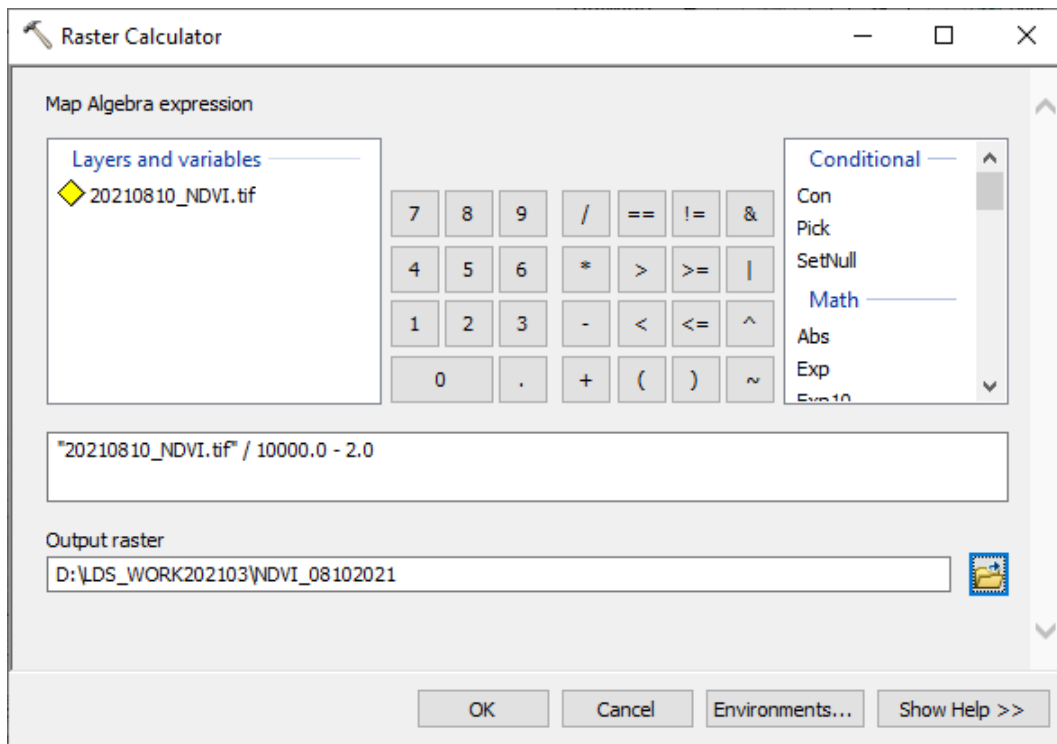 Raster Calculator
Map Algebra expression
Layers and variables
20210810_NDVI.tif
7 8 9 / == != &
4 5 6 * > >= |
1 2 3 - < <= ^
0 . + ( ) ~
Conditional
Con
Pick
SetNull
Math
Abs
Exp
Exp10
"20210810_NDVI.tif" / 10000.0 - 2.0
Output raster
D:\LDS_WORK202103\NDVI_08102021
OK Cancel Environments... Show Help >>